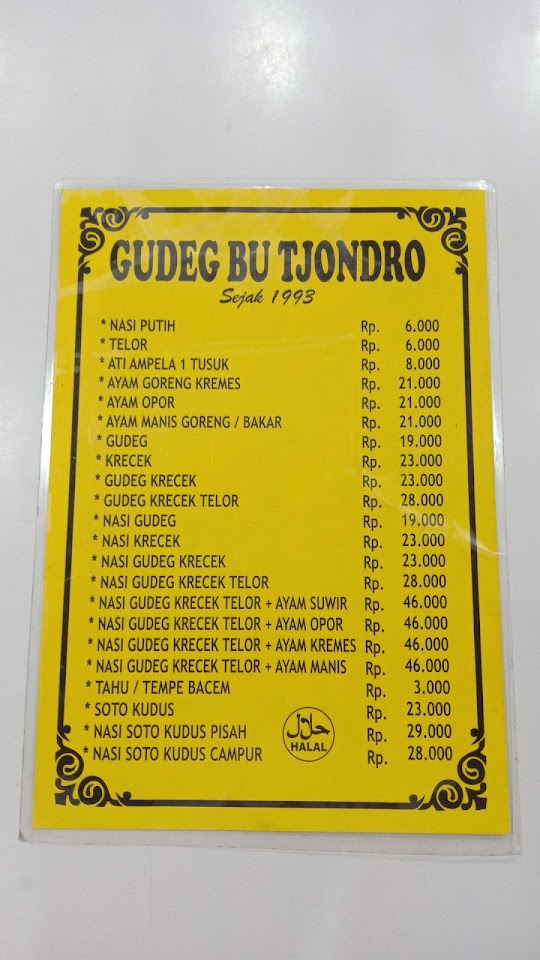 GUDEG BU TJONDRO
Sejak 1993
* NASI PUTIH Rp. 6.000
* TELOR Rp. 6.000
* ATI AMPELA 1 TUSUK Rp. 8.000
* AYAM GORENG KREMES Rp. 21.000
* AYAM OPOR Rp. 21.000
* AYAM MANIS GORENG / BAKAR Rp. 21.000
* GUDEG Rp. 19.000
* KRECEK Rp. 23.000
* GUDEG KRECEK Rp. 23.000
* GUDEG KRECEK TELOR Rp. 28.000
* NASI GUDEG Rp. 19.000
* NASI KRECEK Rp. 23.000
* NASI GUDEG KRECEK Rp. 23.000
* NASI GUDEG KRECEK TELOR Rp. 28.000
* NASI GUDEG KRECEK TELOR + AYAM SUWIR Rp. 46.000
* NASI GUDEG KRECEK TELOR + AYAM OPOR Rp. 46.000
* NASI GUDEG KRECEK TELOR + AYAM KREMES Rp. 46.000
* NASI GUDEG KRECEK TELOR + AYAM MANIS Rp. 46.000
* TAHU / TEMPE BACEM Rp. 3.000
* SOTO KUDUS Rp. 23.000
* NASI SOTO KUDUS PISAH Rp. 29.000
* NASI SOTO KUDUS CAMPUR Rp. 28.000
حلال
HALAL